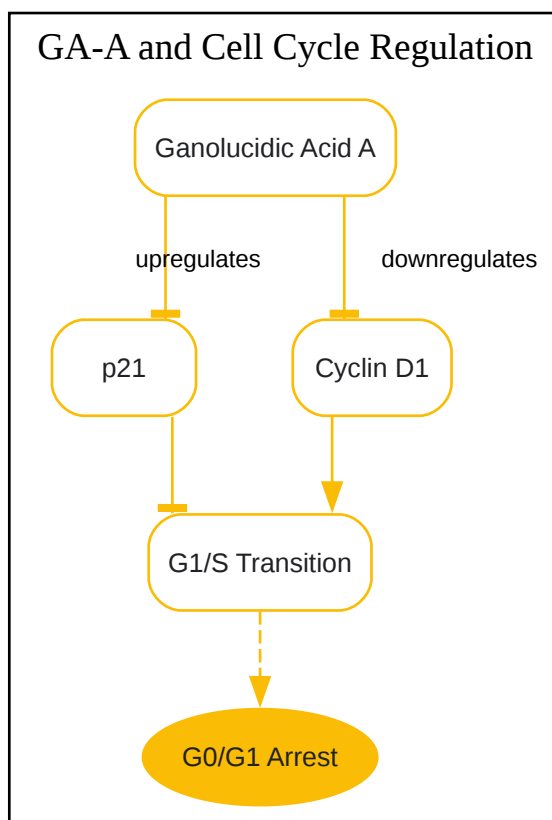 GA-A and Cell Cycle Regulation
Ganolucidic Acid A
upregulates
downregulates
p21
Cyclin D1
G1/S Transition
G0/G1 Arrest